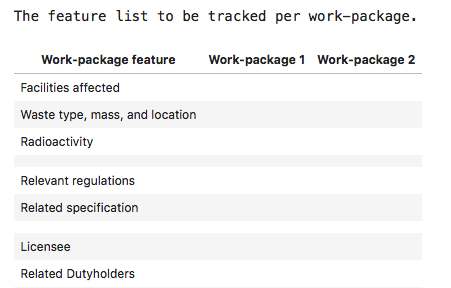 The feature list to be tracked per work-package.
Work-package feature Work-package 1 Work-package 2
Facilities affected
Waste type, mass, and location
Radioactivity
Relevant regulations
Related specification
Licensee
Related Dutyholders